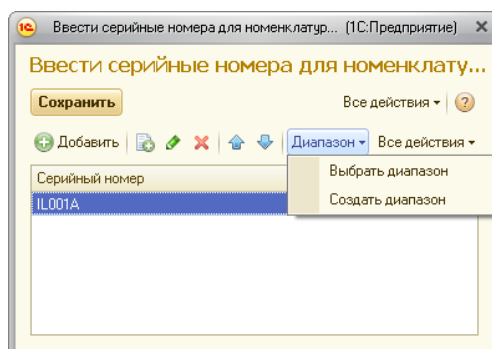 Ввести серийные номера для номенклатур... (1С:Предприятие)
Ввести серийные номера для номенклату...
Сохранить Все действия ?
Добавить Диапазон Все действия
Серийный номер Выбрать диапазон
IL001A Создать диапазон